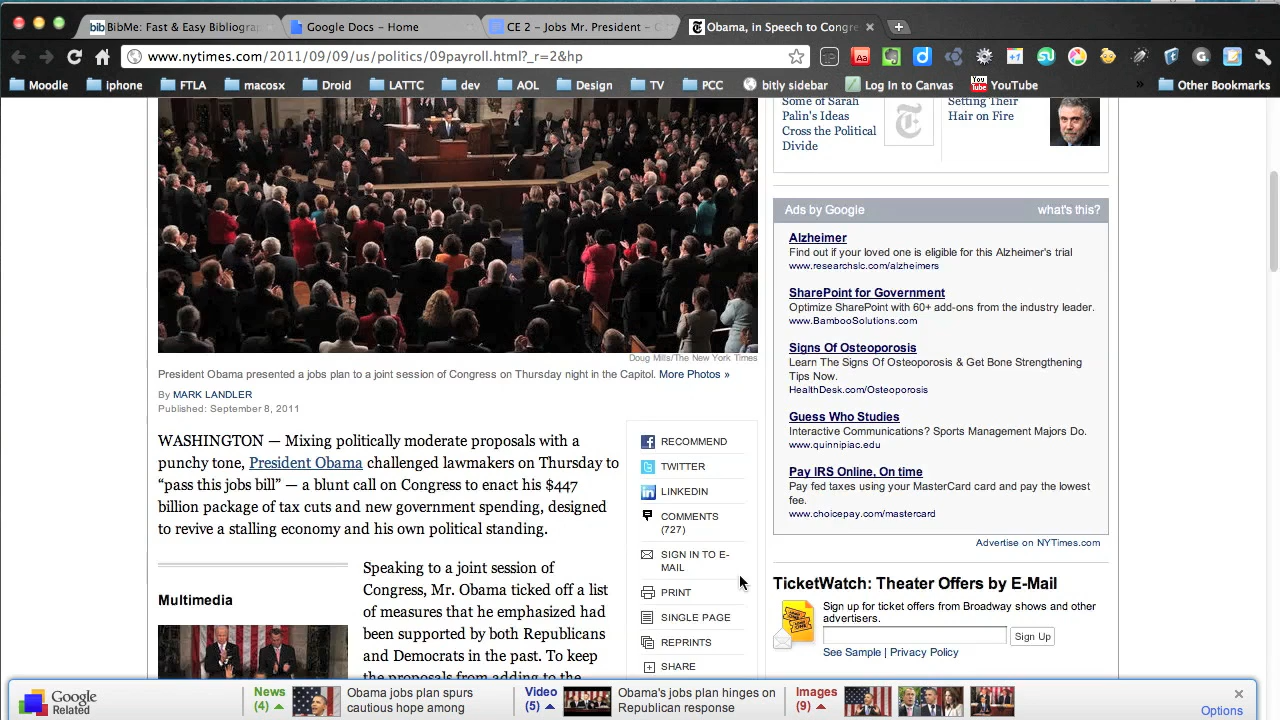 BibMe: Fast & Easy Bibliograp
Google Docs - Home
CE 2 - Jobs Mr. President -
Obama, in Speech to Congre
www.nytimes.com/2011/09/09/us/politics/09payroll.html?_r=2&hp
Moodle
iphone
FTLA
macosx
Droid
LATTC
dev
AOL
Design
TV
PCC
bitly sidebar
Log In to Canvas
YouTube
»
Other Bookmarks
Some of Sarah
Palin's Ideas
Cross the Political
Divide
Setting Their
Hair on Fire
Doug Mills/The New York Times
President Obama presented a jobs plan to a joint session of Congress on Thursday night in the Capitol. More Photos »
By MARK LANDLER
Published: September 8, 2011
WASHINGTON — Mixing politically moderate proposals with a
punchy tone, President Obama challenged lawmakers on Thursday to
“pass this jobs bill” — a blunt call on Congress to enact his $447
billion package of tax cuts and new government spending, designed
to revive a stalling economy and his own political standing.
Multimedia
Speaking to a joint session of
Congress, Mr. Obama ticked off a list
of measures that he emphasized had
been supported by both Republicans
and Democrats in the past. To keep
the proposals from adding to the
RECOMMEND
TWITTER
LINKEDIN
COMMENTS
(727)
SIGN IN TO E-
MAIL
PRINT
SINGLE PAGE
REPRINTS
SHARE
Ads by Google what's this?
Alzheimer
Find out if your loved one is eligible for this Alzheimer's trial
www.researchslc.com/alzheimers
SharePoint for Government
Optimize SharePoint with 60+ add-ons from the industry leader.
www.BambooSolutions.com
Signs Of Osteoporosis
Learn The Signs Of Osteoporosis & Get Bone Strengthening
Tips Now.
HealthDesk.com/Osteoporosis
Guess Who Studies
Interactive Communications? Sports Management Majors Do.
www.quinnipiac.edu
Pay IRS Online, On time
Pay fed taxes using your MasterCard card and pay the lowest
fee.
www.choicepay.com/mastercard
Advertise on NYTimes.com
TicketWatch: Theater Offers by E-Mail
Sign up for ticket offers from Broadway shows and other
advertisers.
Sign Up
See Sample | Privacy Policy
Google
Related
News
(4)
Obama jobs plan spurs
cautious hope among
Video
(5)
Obama's jobs plan hinges on
Republican response
Images
(9)
Options